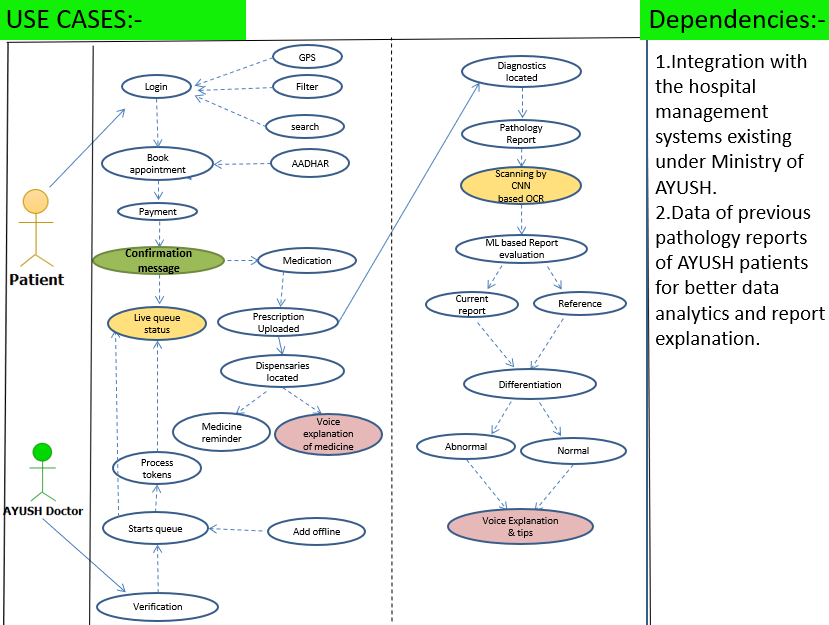 USE CASES:-
Dependencies:-
GPS
Login
Filter
search
Book
appointment
AADHAR
Payment
Confirmation
message
Medication
Live queue
status
Prescription
Uploaded
Dispensaries
located
Medicine
reminder
Voice
explanation
of medicine
Process
tokens
Starts queue
Add offline
Verification
Patient
AYUSH Doctor
Diagnostics
located
Pathology
Report
Scanning by
CNN
based OCR
ML based Report
evaluation
Current
report
Reference
Differentiation
Abnormal
Normal
Voice Explanation
& tips
1.Integration with
the hospital
management
systems existing
under Ministry of
AYUSH.
2.Data of previous
pathology reports
of AYUSH patients
for better data
analytics and report
explanation.